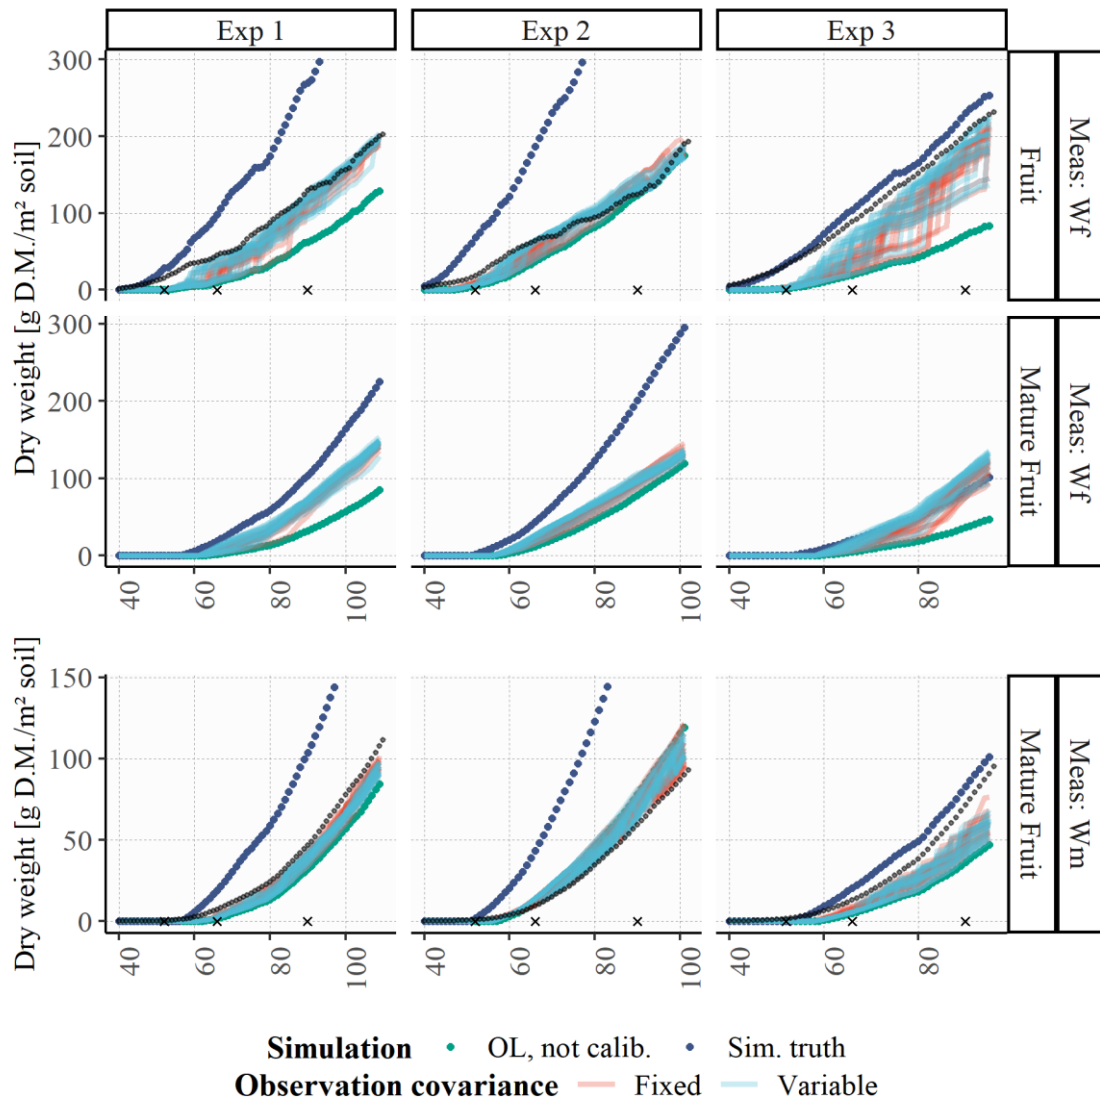 Exp 1 Exp 2 Exp 3
Dry weight [g D.M./m² soil]
300
200
100
0
Fruit
Meas: Wf
300
200
100
0
Mature Fruit
Meas: Wf
40 60 80 100 40 60 80 100 40 60 80
Dry weight [g D.M./m² soil]
150
100
50
0
Mature Fruit
Meas: Wm
40 60 80 100 40 60 80 100 40 60 80
Simulation OL, not calib. Sim. truth
Observation covariance Fixed Variable